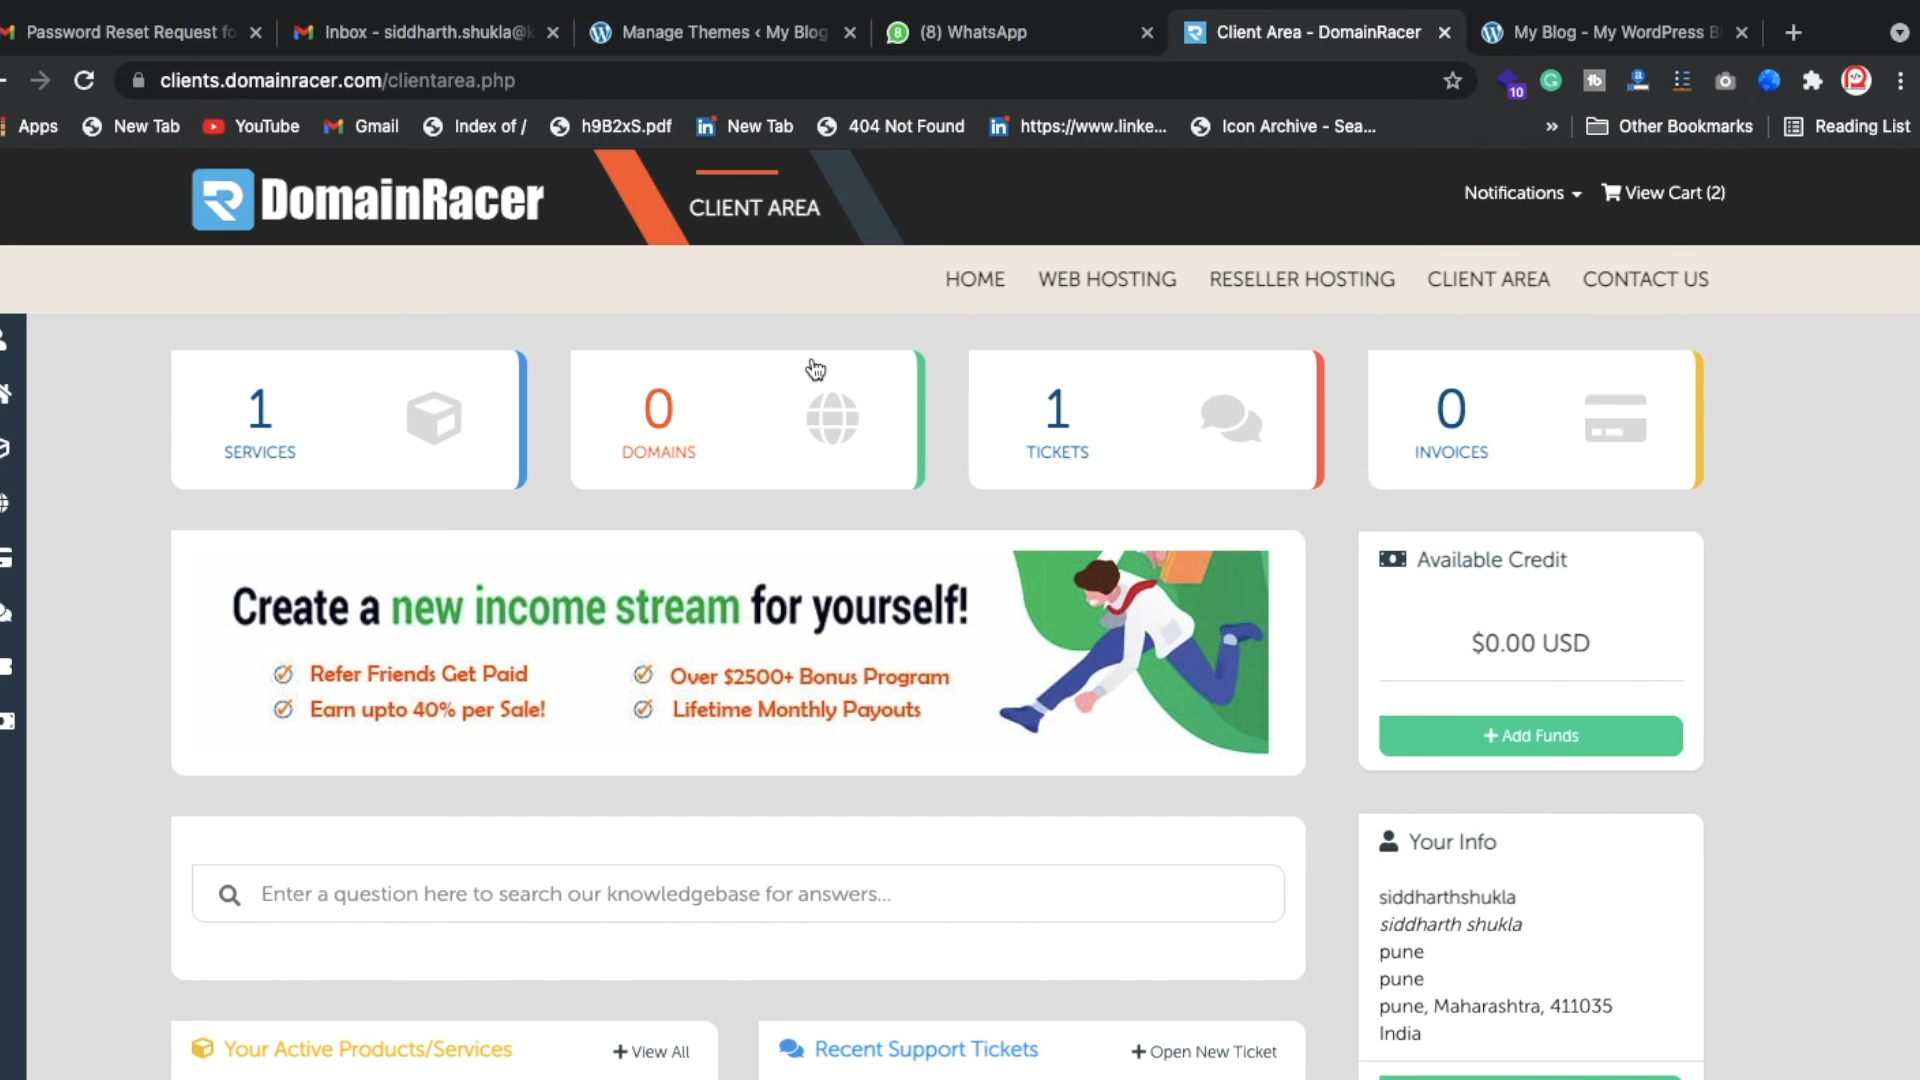 Password Reset Request fo
Inbox - siddharth.shukla@k
Manage Themes ‹ My Blog
(8) WhatsApp
Client Area - DomainRacer
My Blog - My WordPress B
clients.domainracer.com/clientarea.php
10
Apps
New Tab
YouTube
Gmail
Index of /
h9B2xS.pdf
New Tab
404 Not Found
https://www.linke...
Icon Archive - Sea...
»
Other Bookmarks
Reading List
DomainRacer
CLIENT AREA
Notifications
View Cart (2)
HOME
WEB HOSTING
RESELLER HOSTING
CLIENT AREA
CONTACT US
1
SERVICES
0
DOMAINS
1
TICKETS
0
INVOICES
Create a new income stream for yourself!
Refer Friends Get Paid
Over $2500+ Bonus Program
Earn upto 40% per Sale!
Lifetime Monthly Payouts
Available Credit
$0.00 USD
+ Add Funds
Enter a question here to search our knowledgebase for answers...
Your Info
siddharthshukla
siddharth shukla
pune
pune
pune, Maharashtra, 411035
India
Your Active Products/Services
+ View All
Recent Support Tickets
+ Open New Ticket